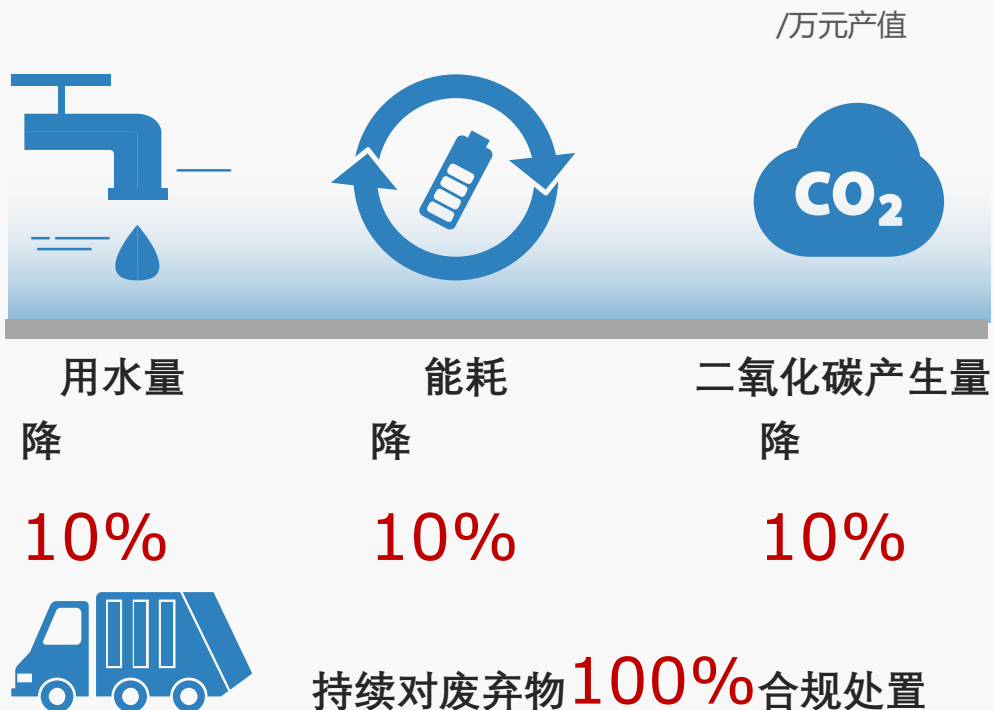 /万元产值
CO₂
用水量 能耗 二氧化碳产生量
降 降 降
10% 10% 10%
持续对废弃物100%合规处置